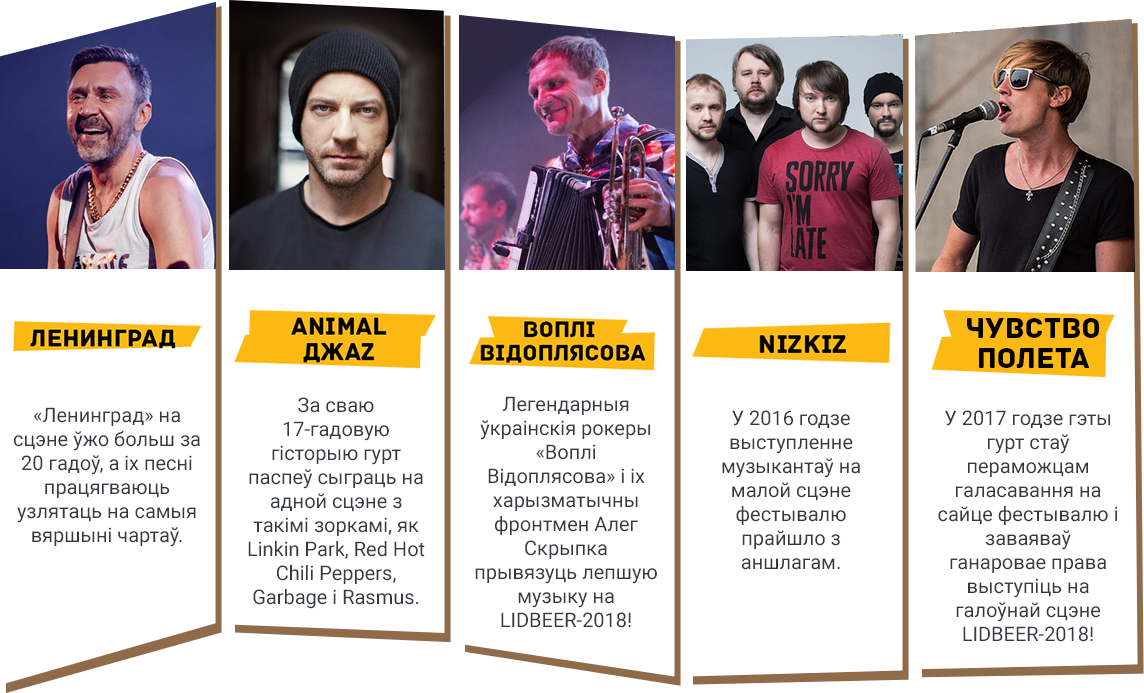 SORRY
I'M
LATE
ЛЕНИНГРАД
«Ленинград» на
сцэне ўжо больш за
20 гадоў, а іх песні
працягваюць
узлятаць на самыя
вяршыні чартаў.
ANIMAL
ДЖАZ
За сваю
17-гадовую
гісторыю гурт
паспеў сыграць на
адной сцэне з
такімі зоркамі, як
Linkin Park, Red Hot
Chili Peppers,
Garbage і Rasmus.
ВОПЛІ
ВІДОПЛЯСОВА
Легендарныя
ўкраінскія рокеры
«Воплі
Відоплясова» і іх
харызматычны
фронтмен Алег
Скрыпка
прывязуць лепшую
музыку на
LIDBEER-2018!
NIZKIZ
У 2016 годзе
выступленне
музыкантаў на
малой сцэне
фестывалю
прайшло з
аншлагам.
ЧУВСТВО
ПОЛЕТА
У 2017 годзе гэты
гурт стаў
пераможцам
галасавання на
сайце фестывалю і
заваяваў
ганаровае права
выступіць на
галоўнай сцэне
LIDBEER-2018!